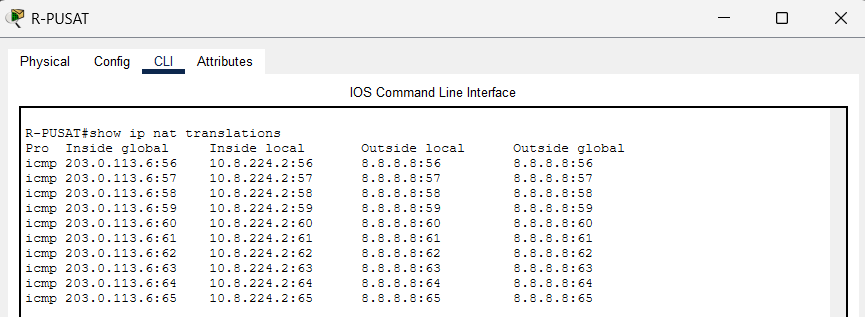 R-PUSAT
Physical Config CLI Attributes
IOS Command Line Interface
R-PUSAT#show ip nat translations
Pro  Inside global     Inside local       Outside local      Outside global
icmp 203.0.113.6:56    10.8.224.2:56      8.8.8.8:56         8.8.8.8:56
icmp 203.0.113.6:57    10.8.224.2:57      8.8.8.8:57         8.8.8.8:57
icmp 203.0.113.6:58    10.8.224.2:58      8.8.8.8:58         8.8.8.8:58
icmp 203.0.113.6:59    10.8.224.2:59      8.8.8.8:59         8.8.8.8:59
icmp 203.0.113.6:60    10.8.224.2:60      8.8.8.8:60         8.8.8.8:60
icmp 203.0.113.6:61    10.8.224.2:61      8.8.8.8:61         8.8.8.8:61
icmp 203.0.113.6:62    10.8.224.2:62      8.8.8.8:62         8.8.8.8:62
icmp 203.0.113.6:63    10.8.224.2:63      8.8.8.8:63         8.8.8.8:63
icmp 203.0.113.6:64    10.8.224.2:64      8.8.8.8:64         8.8.8.8:64
icmp 203.0.113.6:65    10.8.224.2:65      8.8.8.8:65         8.8.8.8:65